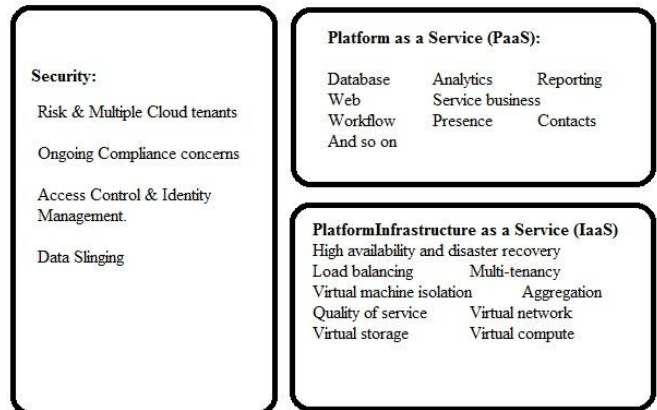 Security:
Risk & Multiple Cloud tenants
Ongoing Compliance concerns
Access Control & Identity
Management.
Data Slinging
Platform as a Service (PaaS):
Database Analytics Reporting
Web Service business
Workflow Presence Contacts
And so on
PlatformInfrastructure as a Service (IaaS)
High availability and disaster recovery
Load balancing Multi-tenancy
Virtual machine isolation Aggregation
Quality of service Virtual network
Virtual storage Virtual compute